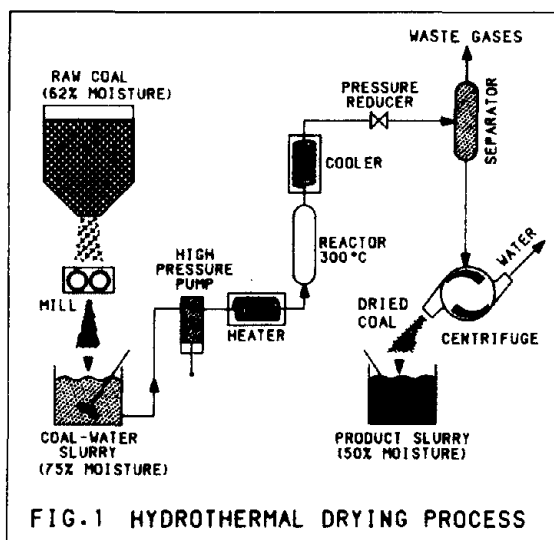 RAW COAL
(62% MOISTURE)
MILL
COAL-WATER
SLURRY
(75% MOISTURE)
HIGH
PRESSURE
PUMP
HEATER
REACTOR
300°C
COOLER
PRESSURE
REDUCER
WASTE GASES
SEPARATOR
WATER
CENTRIFUGE
DRIED
COAL
PRODUCT SLURRY
(50% MOISTURE)
FIG.1 HYDROTHERMAL DRYING PROCESS